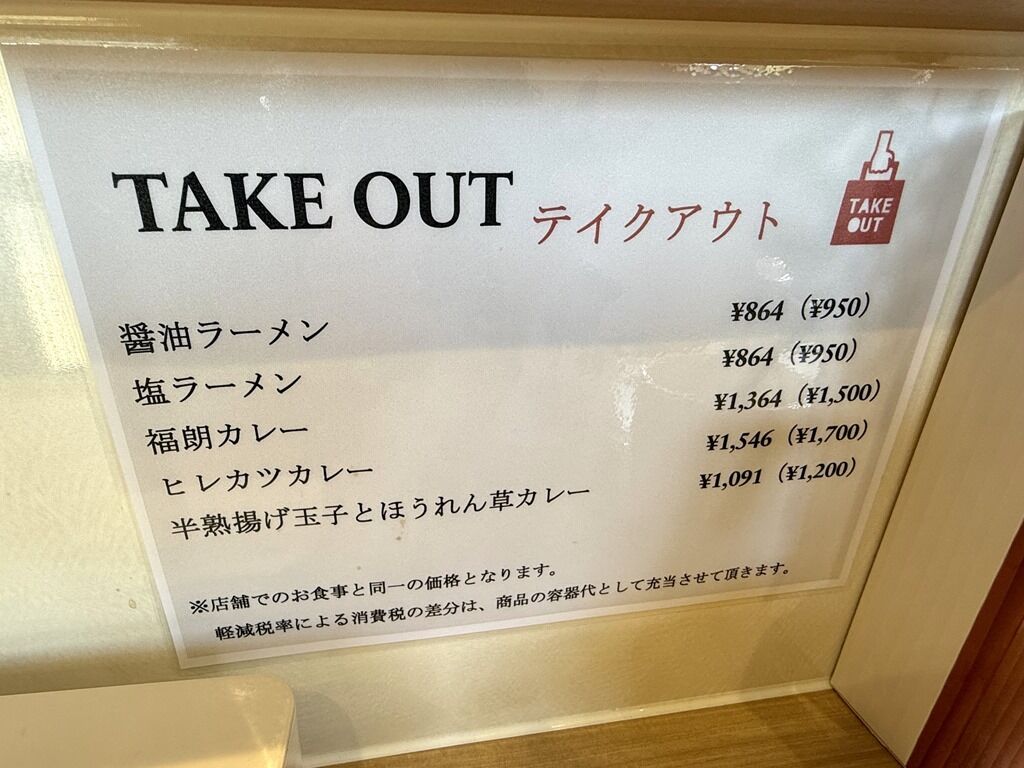 TAKE OUT テイクアウト
TAKE
OUT
醤油ラーメン ¥864（¥950）
塩ラーメン ¥864（¥950）
福朗カレー ¥1,364（¥1,500）
ヒレカツカレー ¥1,546（¥1,700）
半熟揚げ玉子とほうれん草カレー ¥1,091（¥1,200）
※店舗でのお食事と同一の価格となります。
軽減税率による消費税の差分は、商品の容器代として充当させて頂きます。